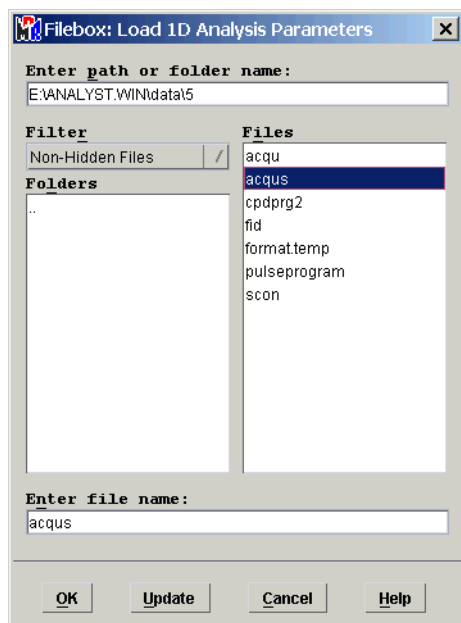 Filebox: Load 1D Analysis Parameters
Enter path or folder name:
E:\ANALYST.WIN\data\5
Filter
Non-Hidden Files
Folders
..
Files
acqu
acqus
cpdprg2
fid
format.temp
pulseprogram
scon
Enter file name:
acqus
OK Update Cancel Help